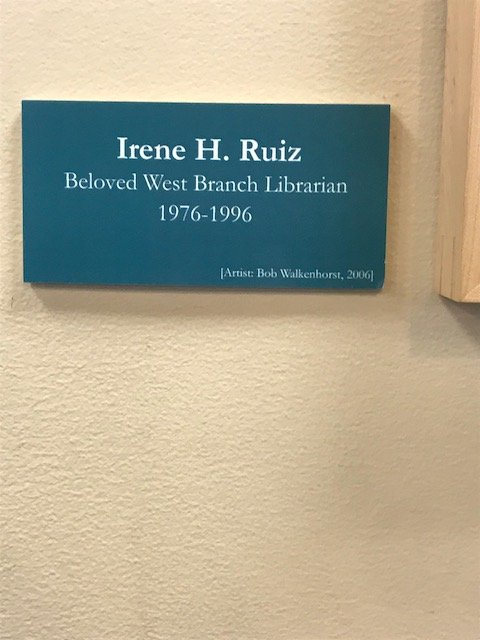 Irene H. Ruiz
Beloved West Branch Librarian
1976-1996
[Artist: Bob Walkenhorst, 2006]